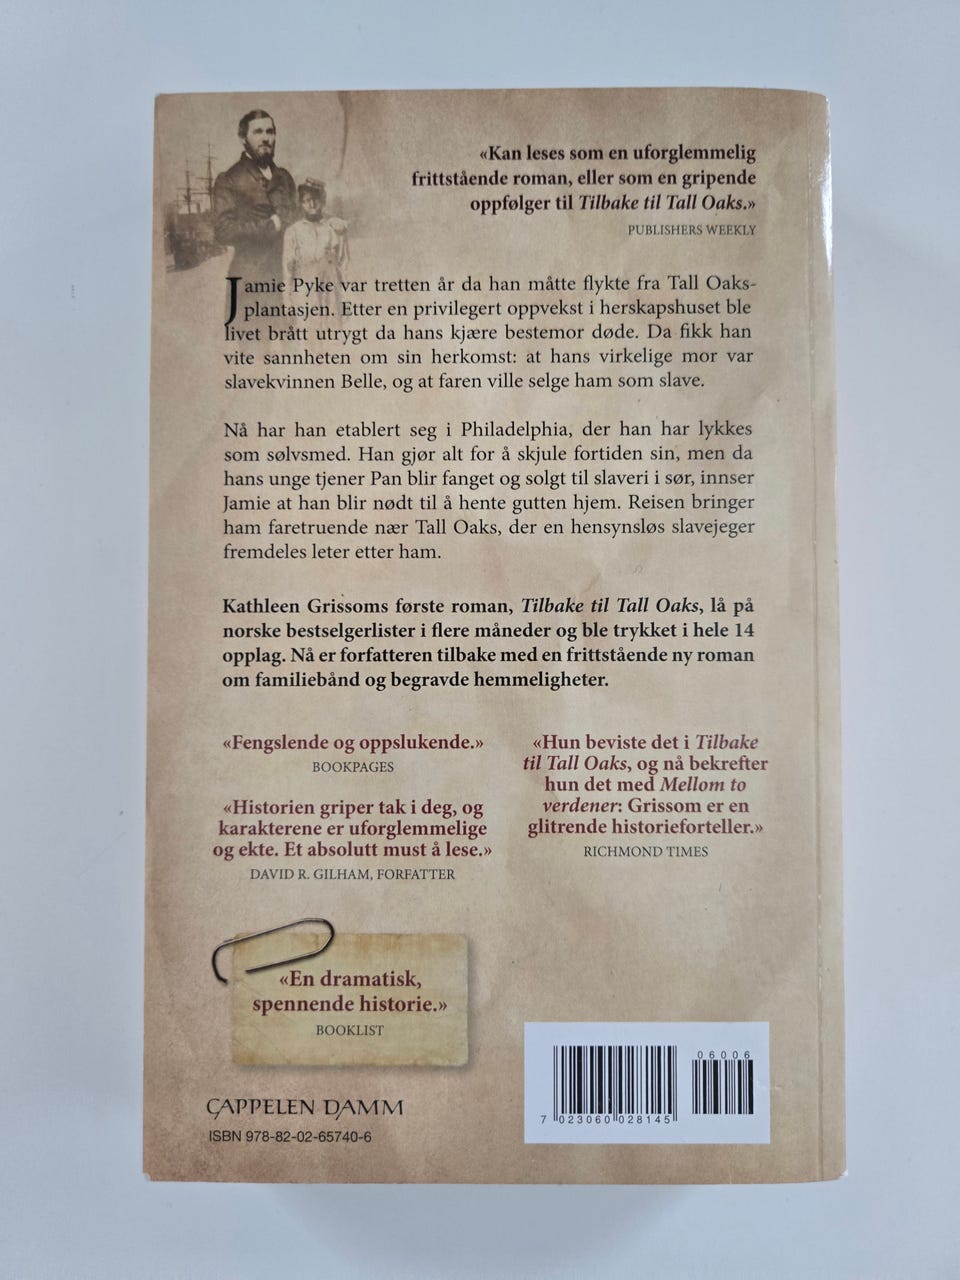 «Kan leses som en uforglemmelig
frittstående roman, eller som en gripende
oppfølger til Tilbake til Tall Oaks.»
PUBLISHERS WEEKLY
Jamie Pyke var tretten år da han måtte flykte fra Tall Oaks-
plantasjen. Etter en privilegert oppvekst i herskapshuset ble
livet brått utrygt da hans kjære bestemor døde. Da fikk han
vite sannheten om sin herkomst: at hans virkelige mor var
slavekvinnen Belle, og at faren ville selge ham som slave.
Nå har han etablert seg i Philadelphia, der han har lykkes
som sølvsmed. Han gjør alt for å skjule fortiden sin, men da
hans unge tjener Pan blir fanget og solgt til slaveri i sør, innser
Jamie at han blir nødt til å hente gutten hjem. Reisen bringer
ham faretruende nær Tall Oaks, der en hensynsløs slavejeger
fremdeles leter etter ham.
Kathleen Grissoms første roman, Tilbake til Tall Oaks, lå på
norske bestselgerlister i flere måneder og ble trykket i hele 14
opplag. Nå er forfatteren tilbake med en frittstående ny roman
om familiebånd og begravde hemmeligheter.
«Fengslende og oppslukende.»
BOOKPAGES
«Historien griper tak i deg, og
karakterene er uforglemmelige
og ekte. Et absolutt must å lese.»
DAVID R. GILHAM, FORFATTER
«Hun beviste det i Tilbake
til Tall Oaks, og nå bekrefter
hun det med Mellom to
verdener: Grissom er en
glitrende historieforteller.»
RICHMOND TIMES
«En dramatisk,
spennende historie.»
BOOKLIST
CAPPELEN DAMM
ISBN 978-82-02-65740-6
06006
7 023060 028145